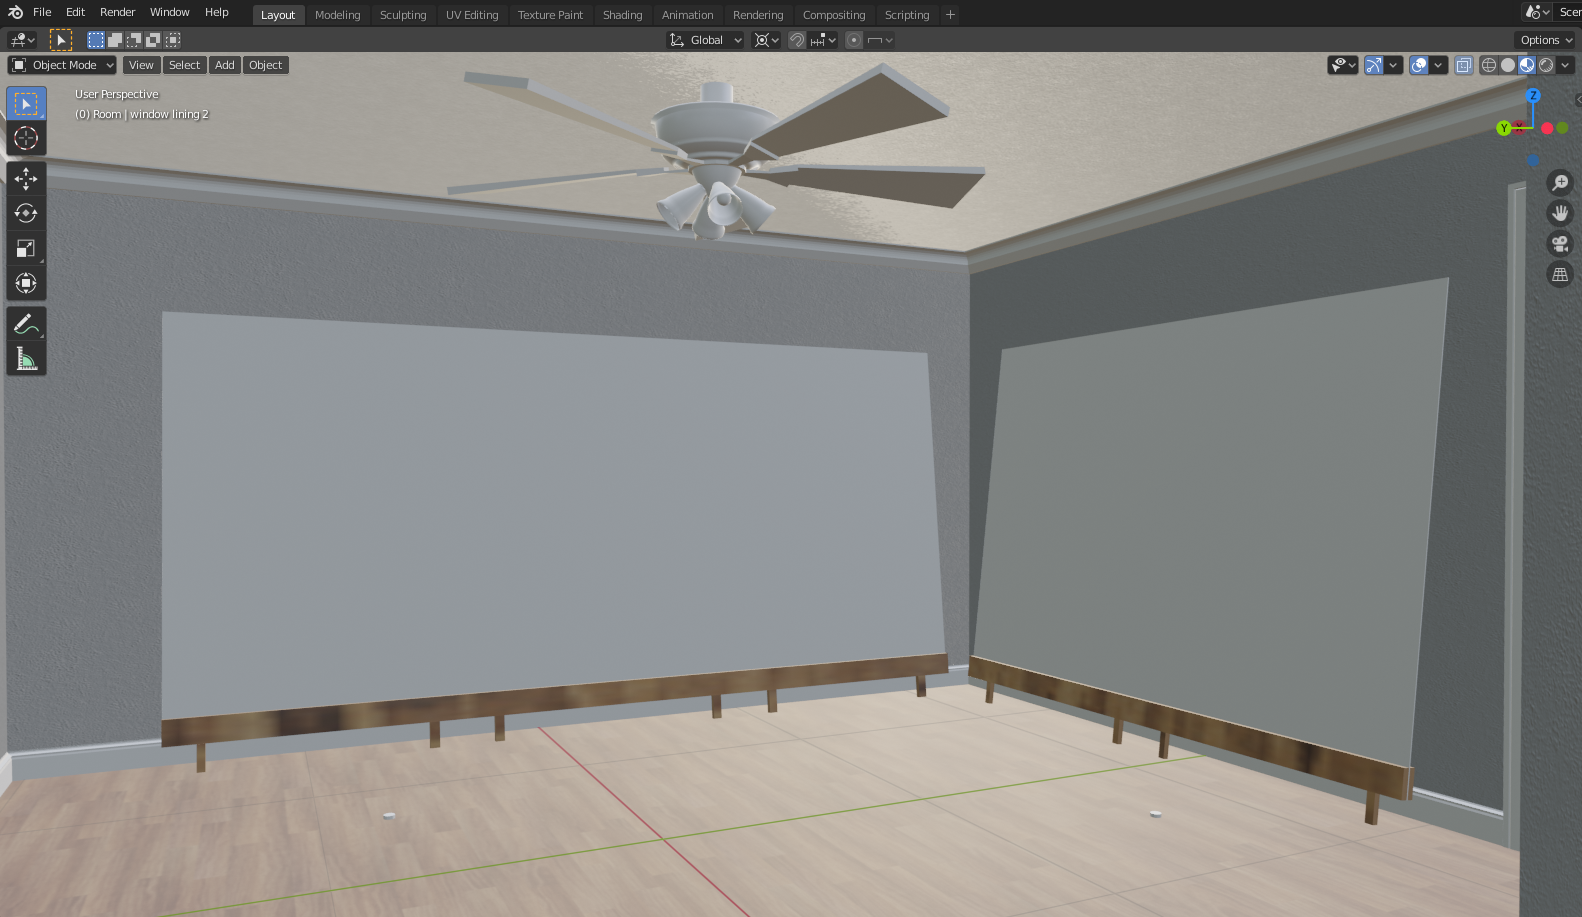 File Edit Render Window Help Layout Modeling Sculpting UV Editing Texture Paint Shading Animation Rendering Compositing Scripting +
Global Options
Object Mode View Select Add Object
User Perspective
(0) Room | window lining 2
Z
Y